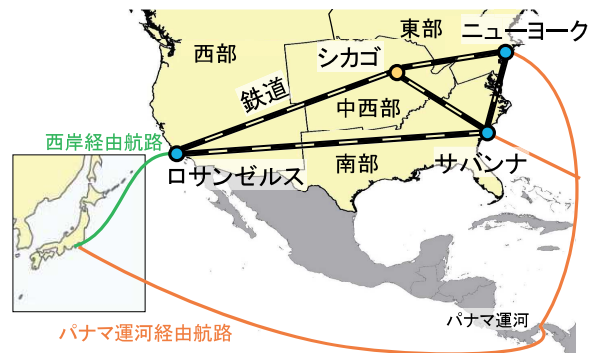 ニューヨーク
東部
シカゴ
西部
鉄道
中西部
西岸経由航路
ロサンゼルス
南部
サバンナ
パナマ運河
パナマ運河経由航路